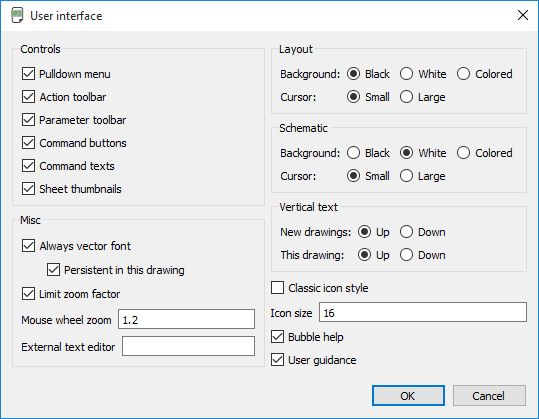 User interface
Controls
Pulldown menu
Action toolbar
Parameter toolbar
Command buttons
Command texts
Sheet thumbnails
Misc
Always vector font
Persistent in this drawing
Limit zoom factor
Mouse wheel zoom 1.2
External text editor
Layout
Background: Black White Colored
Cursor: Small Large
Schematic
Background: Black White Colored
Cursor: Small Large
Vertical text
New drawings: Up Down
This drawing: Up Down
Classic icon style
Icon size 16
Bubble help
User guidance
OK Cancel